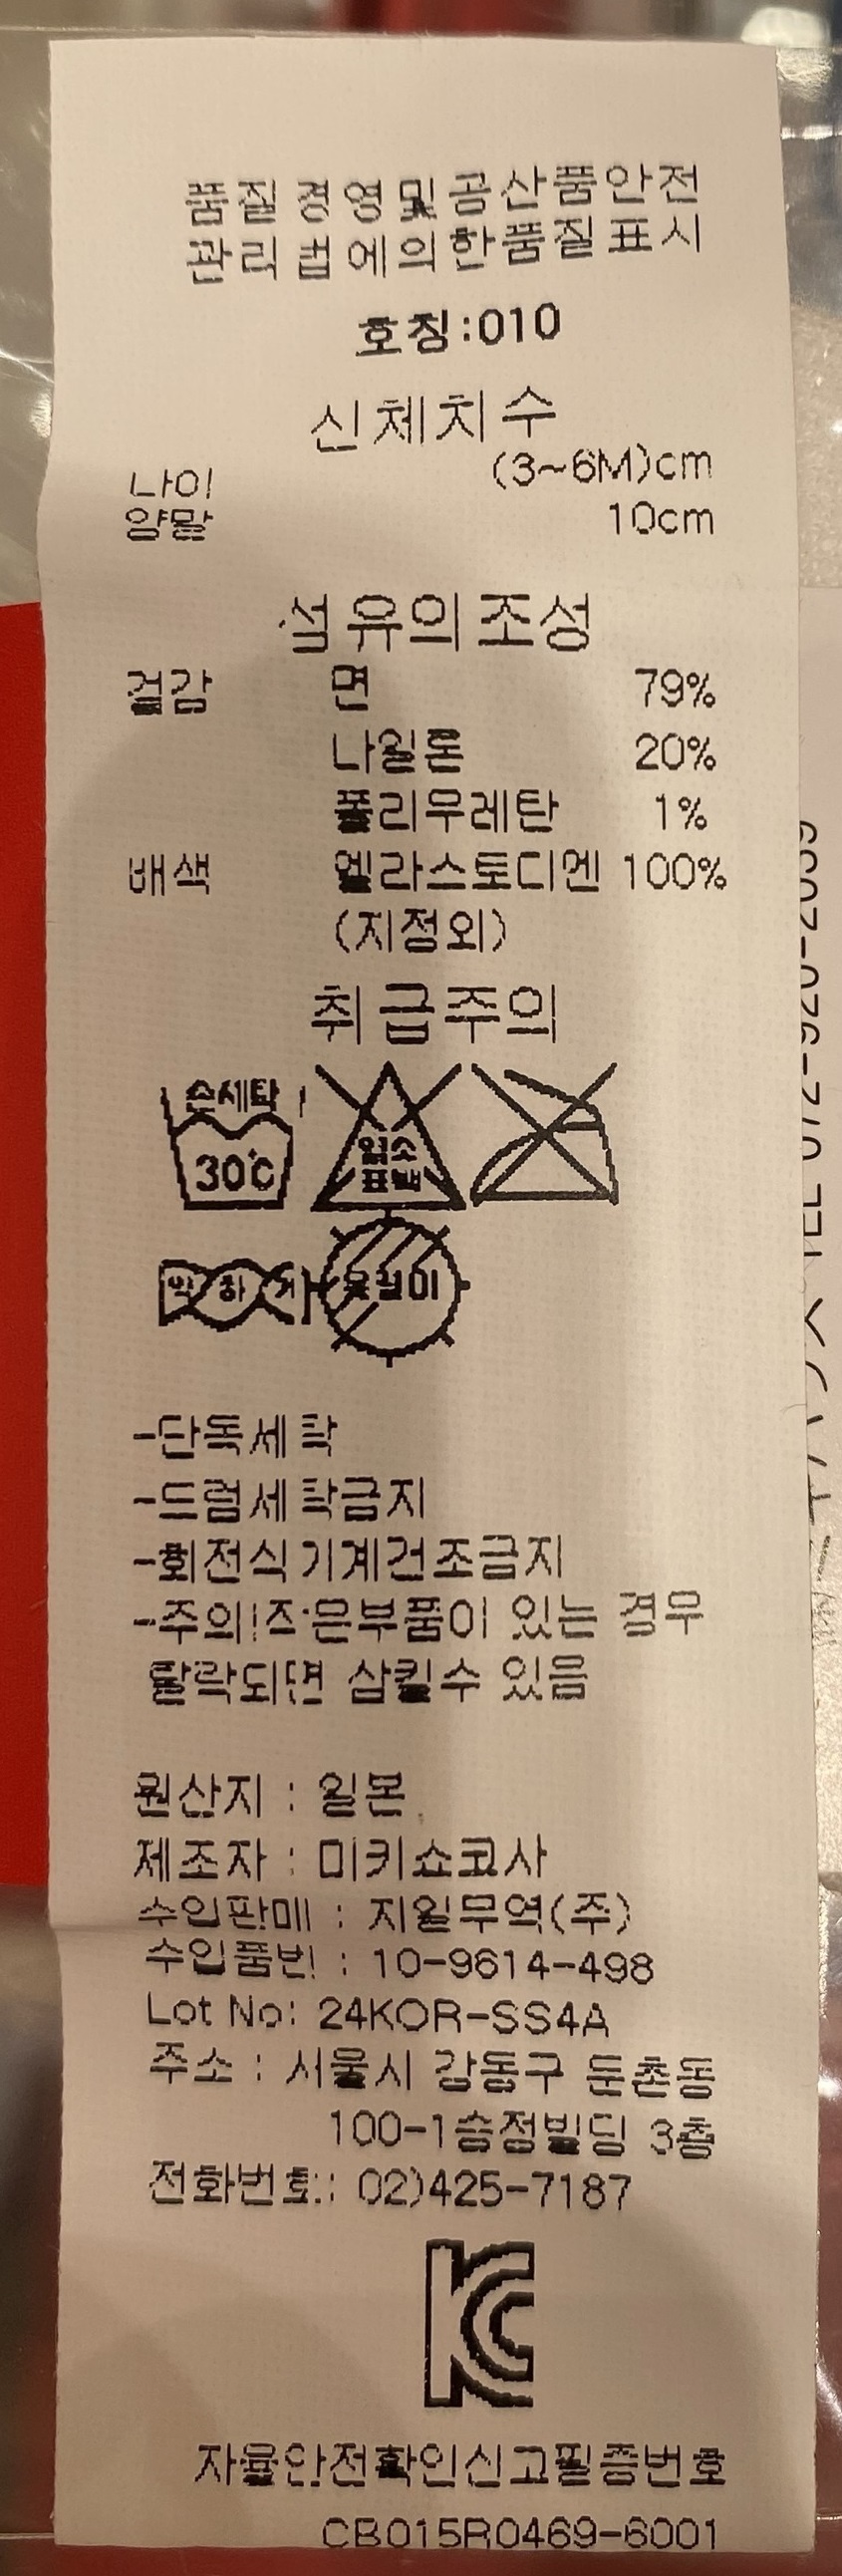 품질경영및공산품안전
관리법에의한품질표시
호칭:010
신체치수
나이 (3~6M)cm
양말 10cm
섬유의조성
겉감 면 79%
나일론 20%
폴리우레탄 1%
배색 엘라스토디엔 100%
(지정외)
취급주의
손세탁
30℃
염소
표백
약하게
옷걸이
-단독세탁
-드럼세탁금지
-회전식기계건조금지
-주의!작은부품이 있는 경우
탈락되면 삼킬수 있음
원산지 : 일본
제조자 : 미키쇼코사
수입판매 : 지일무역(주)
수입품번 : 10-9614-498
Lot No: 24KOR-SS4A
주소 : 서울시 강동구 둔촌동
100-1승정빌딩 3층
전화번호: 02)425-7187
KC
자율안전확인신고필증번호
CB015R0469-6001